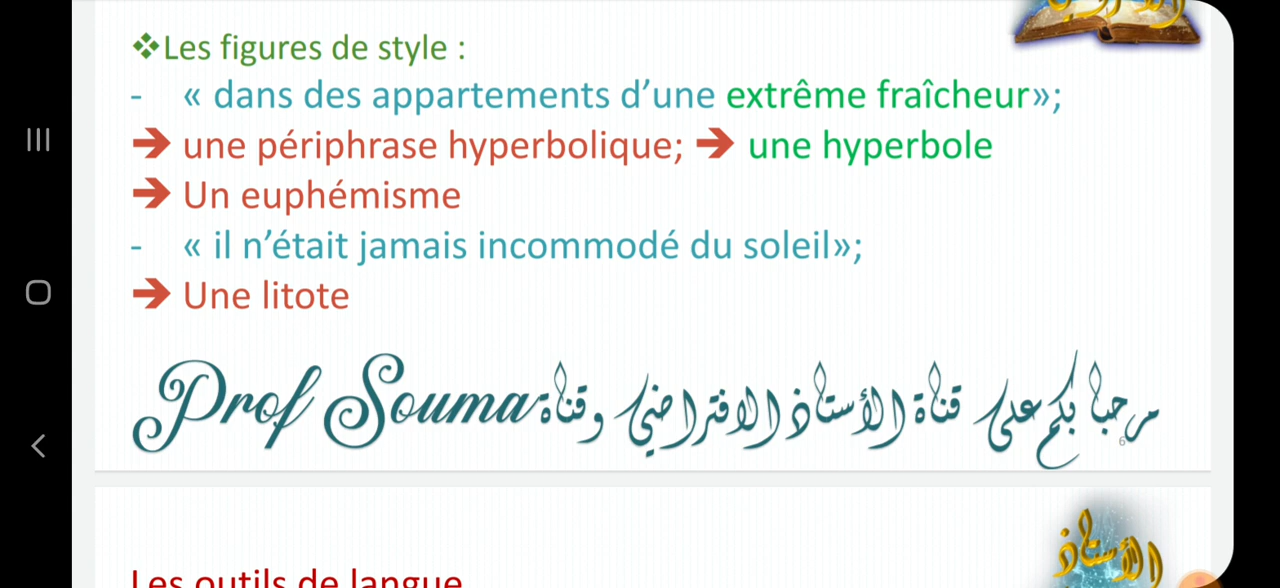 ❖Les figures de style :
- « dans des appartements d’une extrême fraîcheur»;
➔ une périphrase hyperbolique; ➔ une hyperbole
➔ Un euphémisme
- « il n’était jamais incommodé du soleil»;
➔ Une litote
مرحبا بكم على قناة الأستاذ الافتراضي وقناة Prof Souma
6
الأستاذ
Les outils de langue